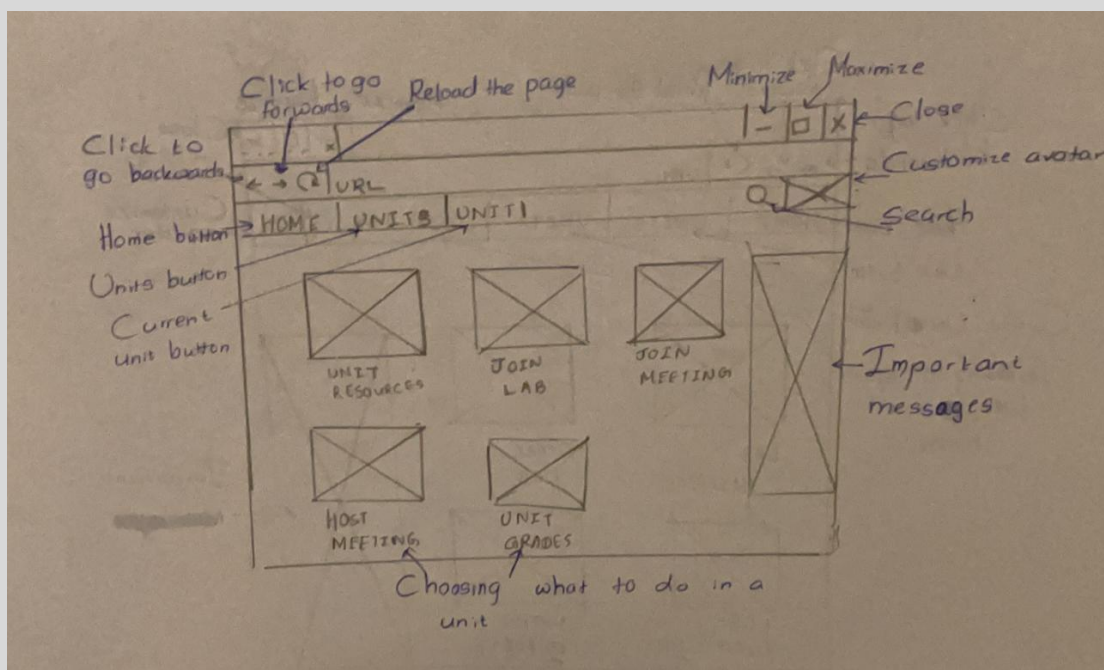 Click to go
forwards
Reload the page
Minimize
Maximize
Close
Click to
go backwards
URL
Customize avatar
Search
Home button
HOME
UNITS
UNIT1
Units button
Current
unit button
UNIT
RESOURCES
JOIN
LAB
JOIN
MEETING
Important
messages
HOST
MEETING
UNIT
GRADES
Choosing what to do in a
unit